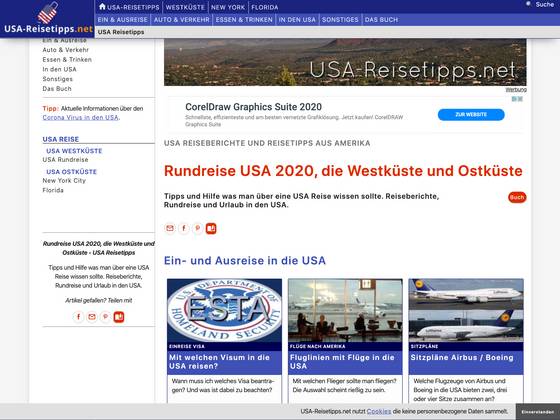 USA-REISETIPPS WESTKÜSTE NEW YORK FLORIDA Suche
USA-Reisetipps.net
EIN & AUSREISE AUTO & VERKEHR ESSEN & TRINKEN IN DEN USA SONSTIGES DAS BUCH
USA Reisetipps
Ein & Ausreise
Auto & Verkehr
Essen & Trinken
In den USA
Sonstiges
Das Buch
Tipp: Aktuelle Informationen über den
Corona Virus in den USA.
USA REISE
USA WESTKÜSTE
USA Rundreise
USA OSTKÜSTE
New York City
Florida
Rundreise USA 2020, die Westküste und
Ostküste - USA Reisetipps
Tipps und Hilfe was man über eine USA
Reise wissen sollte. Reiseberichte,
Rundreise und Urlaub in den USA.
Artikel gefallen? Teilen mit
USA-Reisetipps.net
Werbung
CorelDraw Graphics Suite 2020
Schnellste, effizienteste und am besten vernetzte Grafiklösung. Jetzt kaufen! CorelDRAW
Graphics Suite
ZUR WEBSITE
USA REISEBERICHTE UND REISETIPPS AUS AMERIKA
Rundreise USA 2020, die Westküste und Ostküste
Tipps und Hilfe was man über eine USA Reise wissen sollte. Reiseberichte,
Rundreise und Urlaub in den USA.
Buch
Ein- und Ausreise in die USA
U.S. DEPARTMENT OF
ESTA
HOMELAND SECURITY
EINREISE VISA
Mit welchen Visum in die
USA reisen?
Wann muss ich welches Visa beantra-
gen? Und was ist dabei zu beachten?
FLÜGE NACH AMERIKA
Fluglinien mit Flüge in die
USA
Mit welchen Flieger sollte man fliegen?
Die Auswahl scheint rießig zu sein.
Lufthansa
Lufthansa
SITZPLÄNE
Sitzpläne Airbus / Boeing
Welche Flugzeuge von Airbus und
Boeing in die USA bieten zwei, drei
oder vier Sitze zusammen an?
USA-Reisetipps.net nutzt Cookies die keine personenbezogene Daten sammelt.
Einverstanden